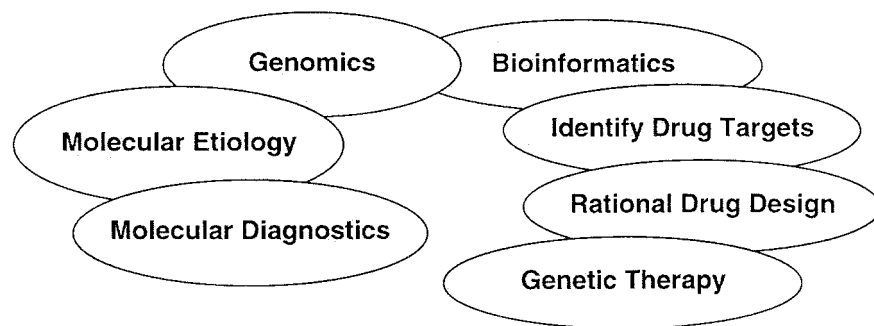 Genomics
Bioinformatics
Molecular Etiology
Identify Drug Targets
Molecular Diagnostics
Rational Drug Design
Genetic Therapy